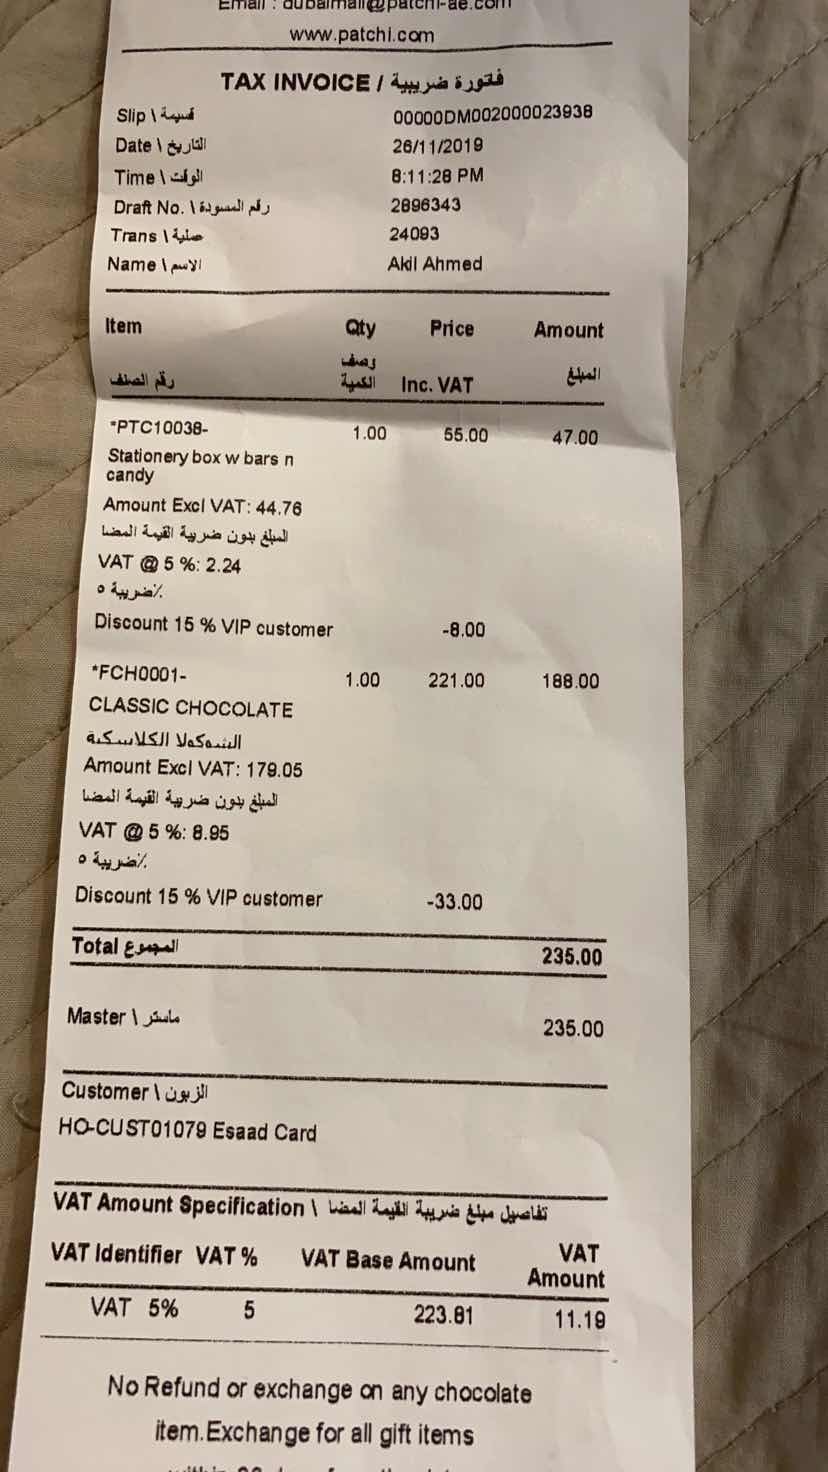 Email : dubaimall@patchi-ae.com
www.patchi.com
TAX INVOICE / فاتورة ضريبية
Slip \ قسيمة 00000DM002000023938
Date \ التاريخ 26/11/2019
Time \ الوقت 8:11:28 PM
Draft No. \ رقم المسودة 2896343
Trans \ عملية 24093
Name \ الاسم Akil Ahmed
Item Qty Price Amount
رقم الصنف وصف الكمية Inc. VAT المبلغ
*PTC10038- 1.00 55.00 47.00
Stationery box w bars n
candy
Amount Excl VAT: 44.76
المبلغ بدون ضريبة القيمة المضا
VAT @ 5 %: 2.24
ضريبة ٥٪
Discount 15 % VIP customer -8.00
*FCH0001- 1.00 221.00 188.00
CLASSIC CHOCOLATE
الشوكولا الكلاسكية
Amount Excl VAT: 179.05
المبلغ بدون ضريبة القيمة المضا
VAT @ 5 %: 8.95
ضريبة ٥٪
Discount 15 % VIP customer -33.00
Total المجموع 235.00
Master \ ماستر 235.00
Customer \ الزبون
HO-CUST01079 Esaad Card
VAT Amount Specification \ تفاصيل مبلغ ضريبة القيمة المضا
VAT Identifier VAT % VAT Base Amount VAT Amount
VAT 5% 5 223.81 11.19
No Refund or exchange on any chocolate
item.Exchange for all gift items